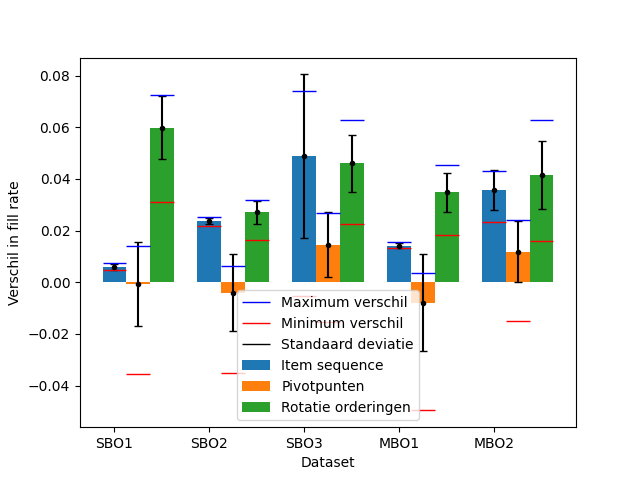 0.08
0.06
0.04
0.02
0.00
−0.02
−0.04
Verschil in fill rate
Maximum verschil
Minimum verschil
Standaard deviatie
Item sequence
Pivotpunten
Rotatie orderingen
SBO1 SBO2 SBO3 MBO1 MBO2
Dataset